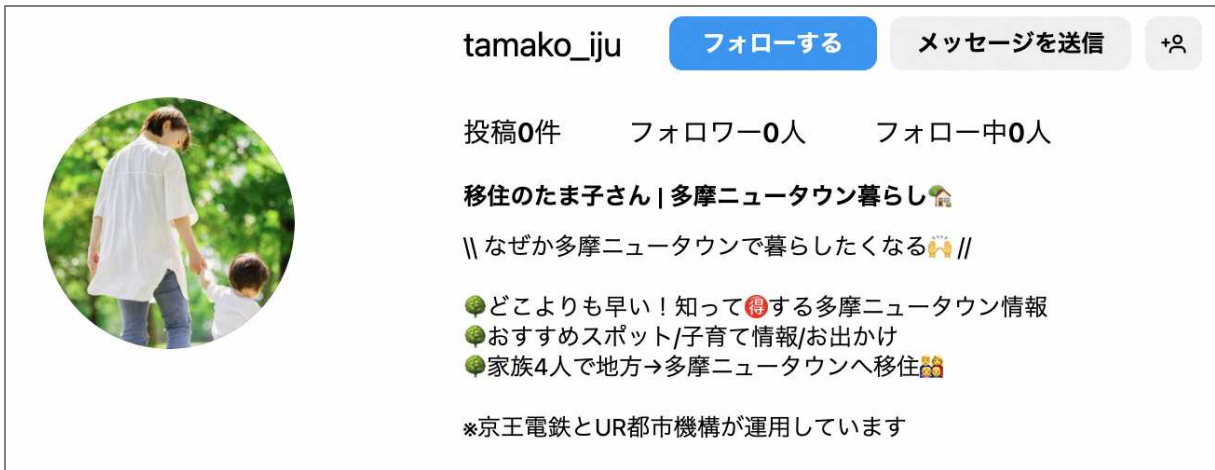 tamako_iju フォローする メッセージを送信
投稿0件 フォロワー0人 フォロー中0人
移住のたま子さん | 多摩ニュータウン暮らし🏡
\\ なぜか多摩ニュータウンで暮らしたくなる🙌 //
🌳どこよりも早い！知って🉐する多摩ニュータウン情報
🌳おすすめスポット/子育て情報/お出かけ
🌳家族4人で地方→多摩ニュータウンへ移住👨‍👩‍👧‍👦
※京王電鉄とUR都市機構が運用しています